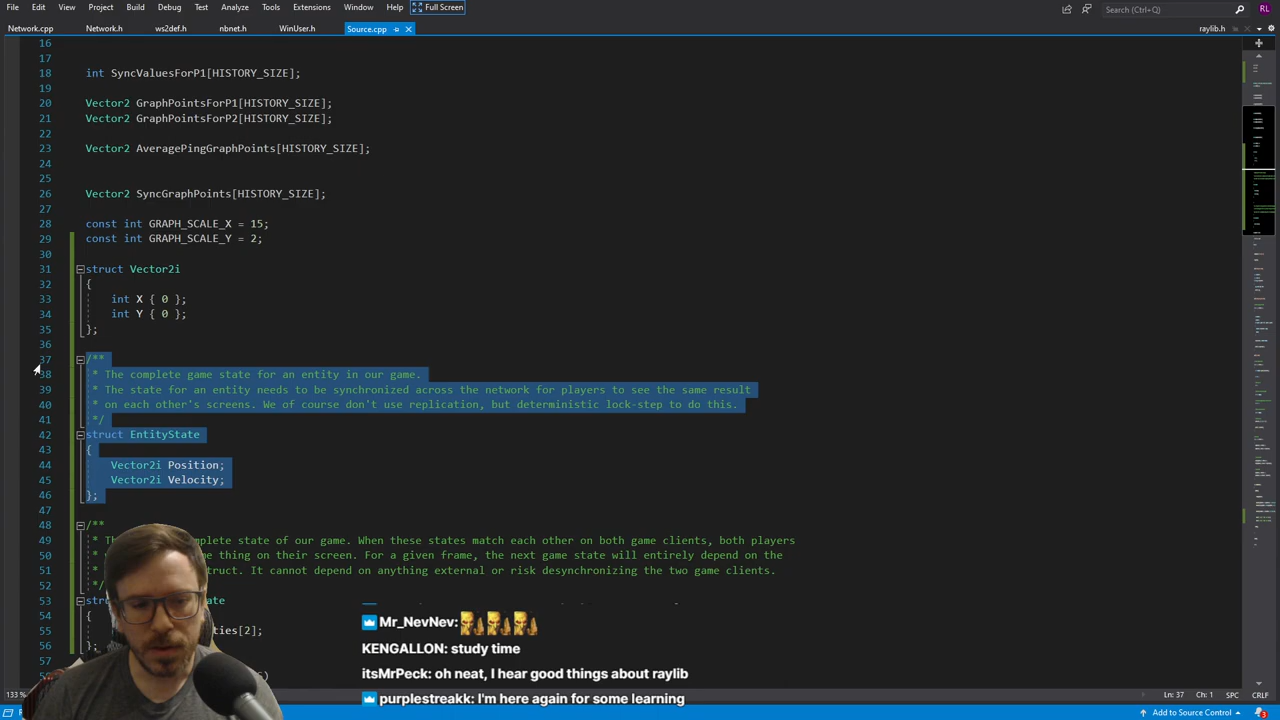 File Edit View Project Build Debug Test Analyze Tools Extensions Window Help Full Screen Search (Ctrl+Q) RL
Network.cpp Network.h ws2def.h nbnet.h WinUser.h Source.cpp raylib.h
16
17
18 int SyncValuesForP1[HISTORY_SIZE];
19
20 Vector2 GraphPointsForP1[HISTORY_SIZE];
21 Vector2 GraphPointsForP2[HISTORY_SIZE];
22
23 Vector2 AveragePingGraphPoints[HISTORY_SIZE];
24
25
26 Vector2 SyncGraphPoints[HISTORY_SIZE];
27
28 const int GRAPH_SCALE_X = 15;
29 const int GRAPH_SCALE_Y = 2;
30
31 struct Vector2i
32 {
33 int X { 0 };
34 int Y { 0 };
35 };
36
37 /**
38 * The complete game state for an entity in our game.
39 * The state for an entity needs to be synchronized across the network for players to see the same result
40 * on each other's screens. We of course don't use replication, but deterministic lock-step to do this.
41 */
42 struct EntityState
43 {
44 Vector2i Position;
45 Vector2i Velocity;
46 };
47
48 /**
49 * complete state of our game. When these states match each other on both game clients, both players
50 * thing on their screen. For a given frame, the next game state will entirely depend on the
51 * It cannot depend on anything external or risk desynchronizing the two game clients.
52 */
53
54 {
55 [2];
56 };
57
Mr_NevNev:
KENGALLON: study time
itsMrPeck: oh neat, I hear good things about raylib
purplestreakk: I'm here again for some learning
133 % Ln: 37 Ch: 1 SPC CRLF
Add to Source Control 3